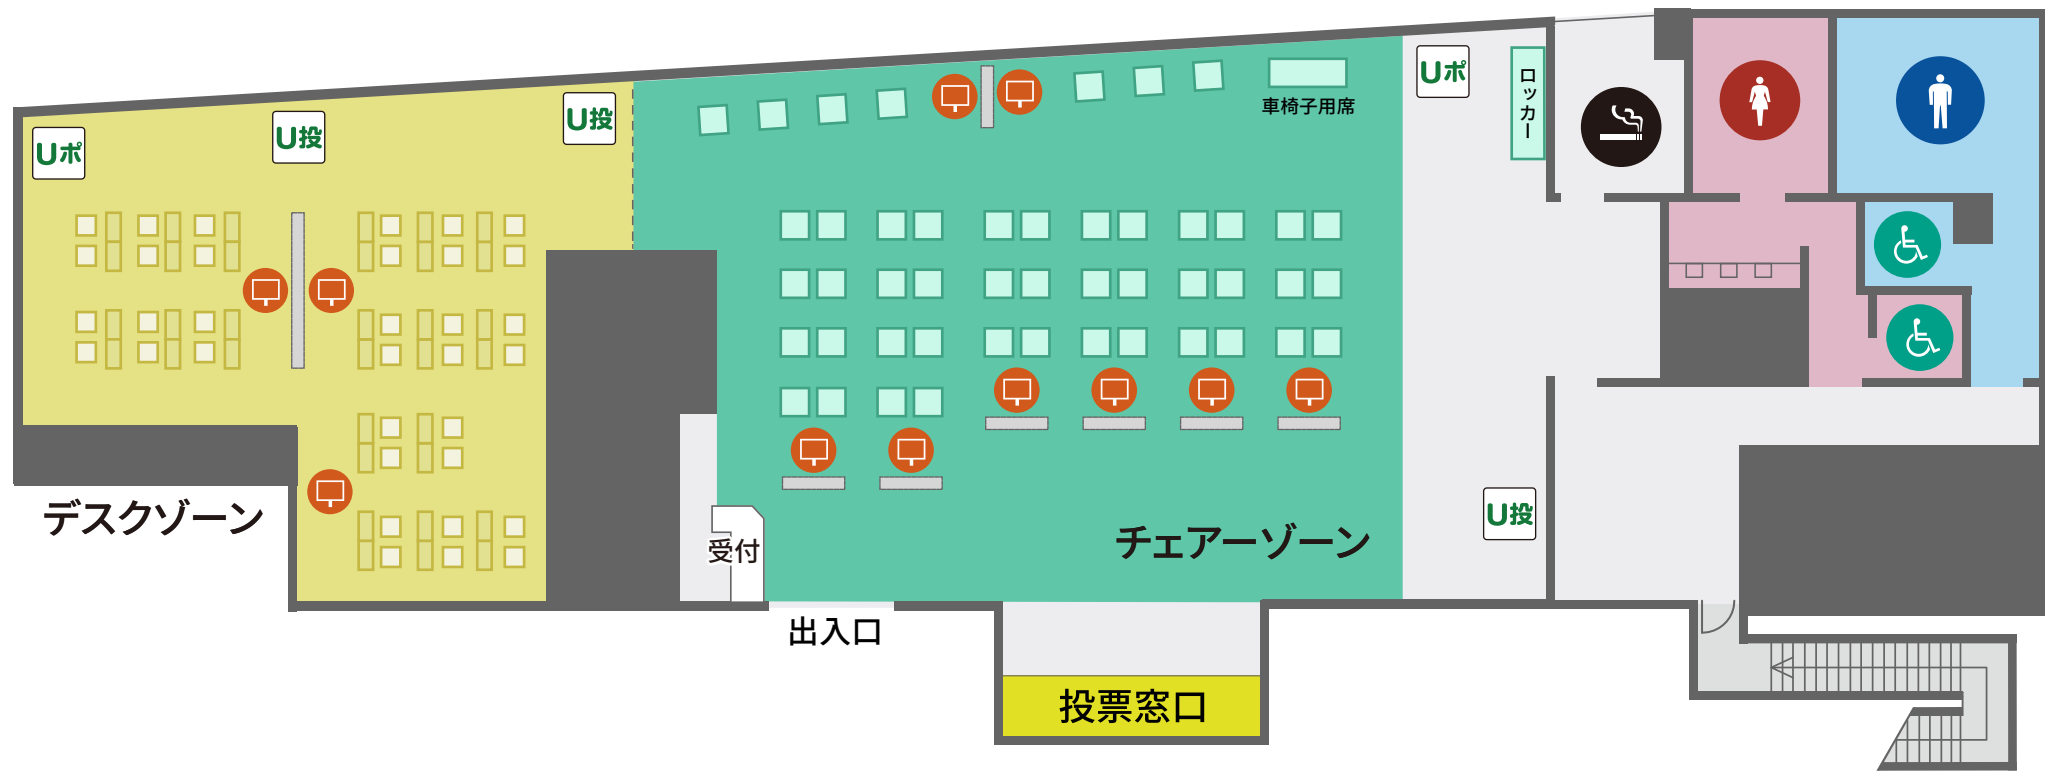 Uポ
U投
U投
Uポ
ロッカー
車椅子用席
デスクゾーン
受付
チェアーゾーン
U投
出入口
投票窓口